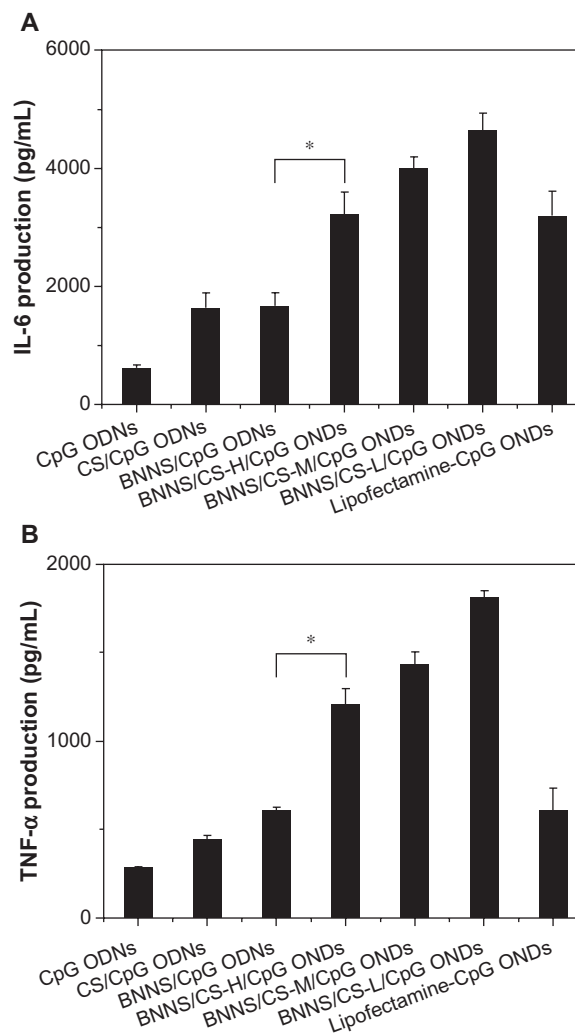 A
IL-6 production (pg/mL)
6000
4000
2000
0
*
CpG ODNs
CS/CpG ODNs
BNNS/CpG ODNs
BNNS/CS-H/CpG ONDs
BNNS/CS-M/CpG ONDs
BNNS/CS-L/CpG ONDs
Lipofectamine-CpG ONDs
B
TNF-α production (pg/mL)
2000
1000
0
*
CpG ODNs
CS/CpG ODNs
BNNS/CpG ODNs
BNNS/CS-H/CpG ONDs
BNNS/CS-M/CpG ONDs
BNNS/CS-L/CpG ONDs
Lipofectamine-CpG ONDs